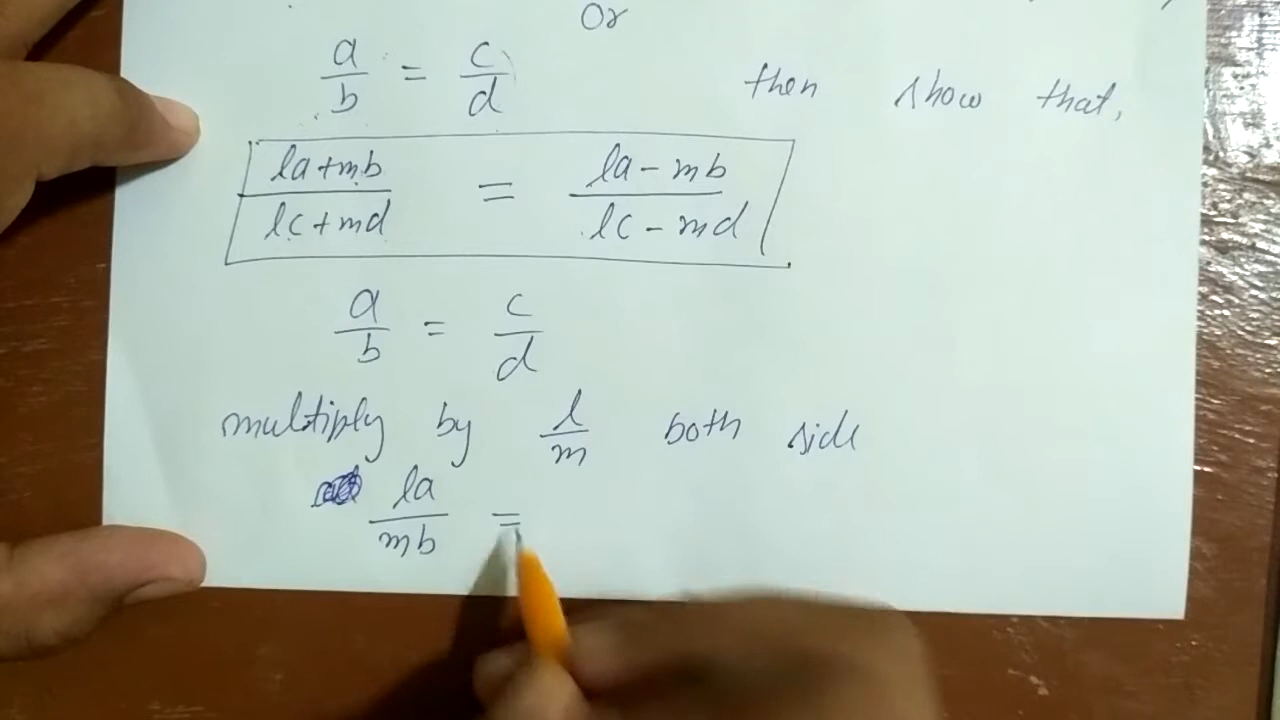 Or
a/b = c/d then show that,
la+mb/lc+md = la-mb/lc-md
a/b = c/d
multiply by l/m both side
la/mb =